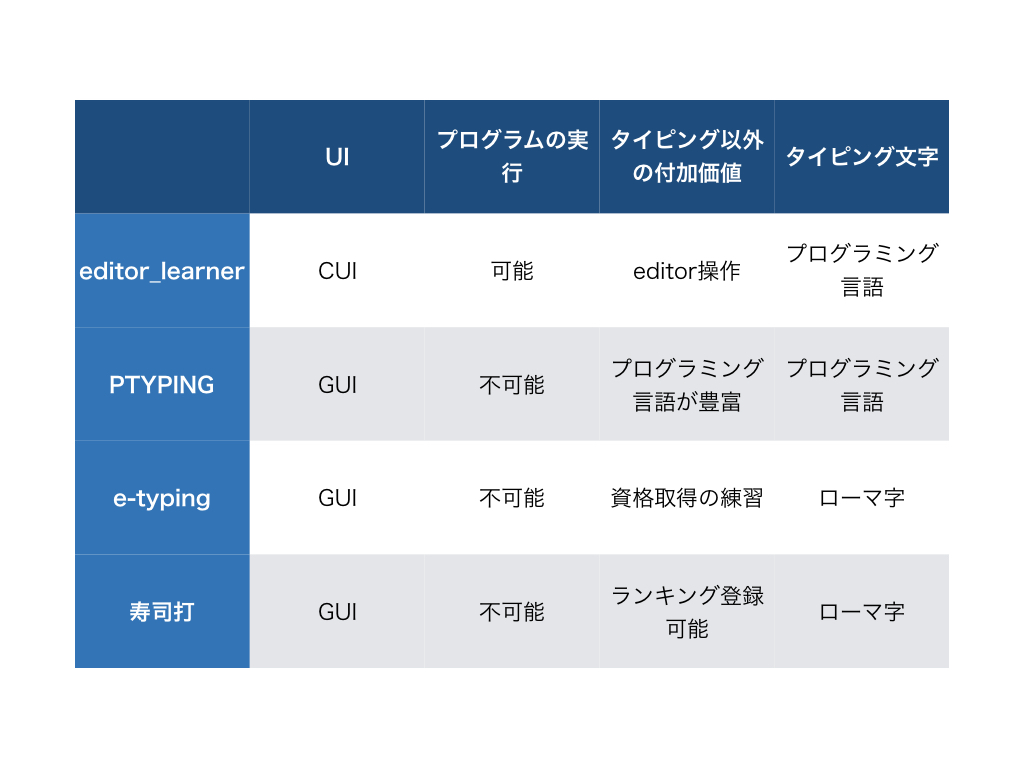 UI
プログラムの実
行
タイピング以外
の付加価値
タイピング文字
editor_learner
CUI
可能
editor操作
プログラミング
言語
PTYPING
GUI
不可能
プログラミング
言語が豊富
プログラミング
言語
e-typing
GUI
不可能
資格取得の練習
ローマ字
寿司打
GUI
不可能
ランキング登録
可能
ローマ字